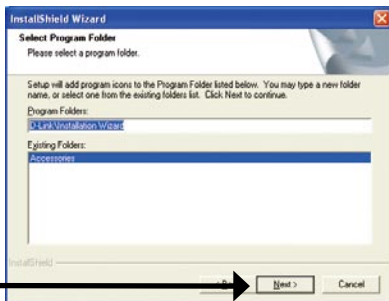 InstallShield Wizard
Select Program Folder
Please select a program folder.
Setup will add program icons to the Program Folder listed below. You may type a new folder
name, or select one from the existing folders list. Click Next to continue.
Program Folders:
D-Link\Installation Wizard
Existing Folders:
Accessories
InstallShield
Next >
Cancel